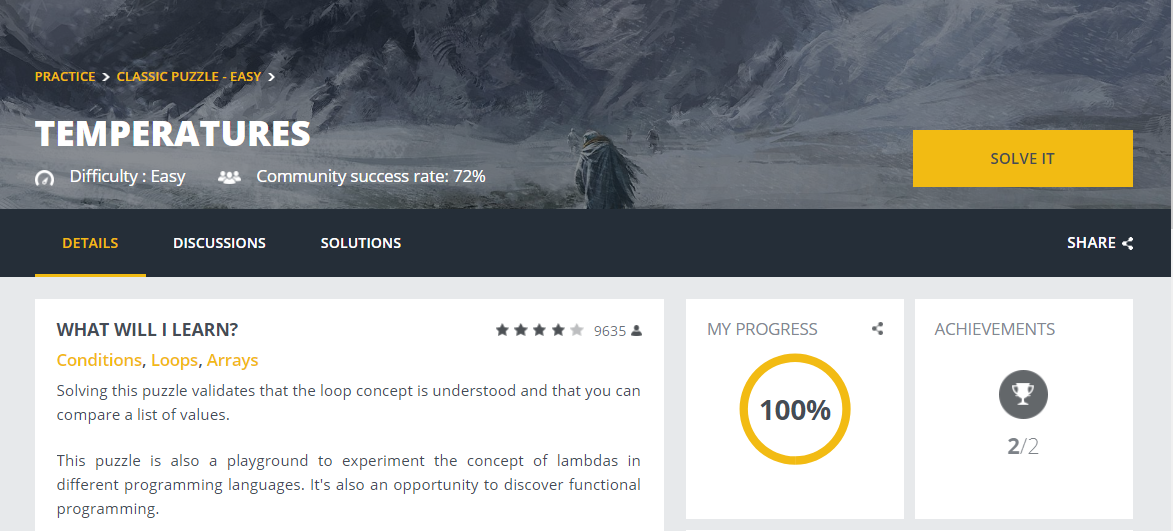 PRACTICE > CLASSIC PUZZLE - EASY >
TEMPERATURES
Difficulty : Easy Community success rate: 72%
SOLVE IT
DETAILS DISCUSSIONS SOLUTIONS SHARE
WHAT WILL I LEARN? 9635
Conditions, Loops, Arrays
Solving this puzzle validates that the loop concept is understood and that you can
compare a list of values.
This puzzle is also a playground to experiment the concept of lambdas in
different programming languages. It's also an opportunity to discover functional
programming.
MY PROGRESS
100%
ACHIEVEMENTS
2/2